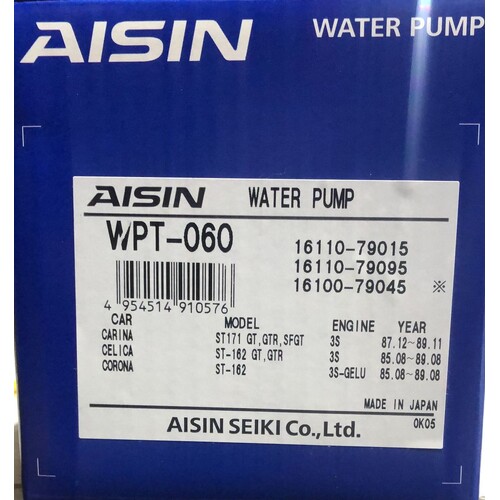 AISIN WATER PUMP
AISIN WATER PUMP
WPT-060
16110-79015
16110-79095
16100-79045 ※
4 954514 910576
CAR MODEL ENGINE YEAR
CARINA ST171 GT,GTR,SFGT 3S 87.12~89.11
CELICA ST-162 GT,GTR 3S 85.08~89.08
CORONA ST-162 3S-GELU 85.08~89.08
MADE IN JAPAN
AISIN SEIKI Co.,Ltd. 0K05